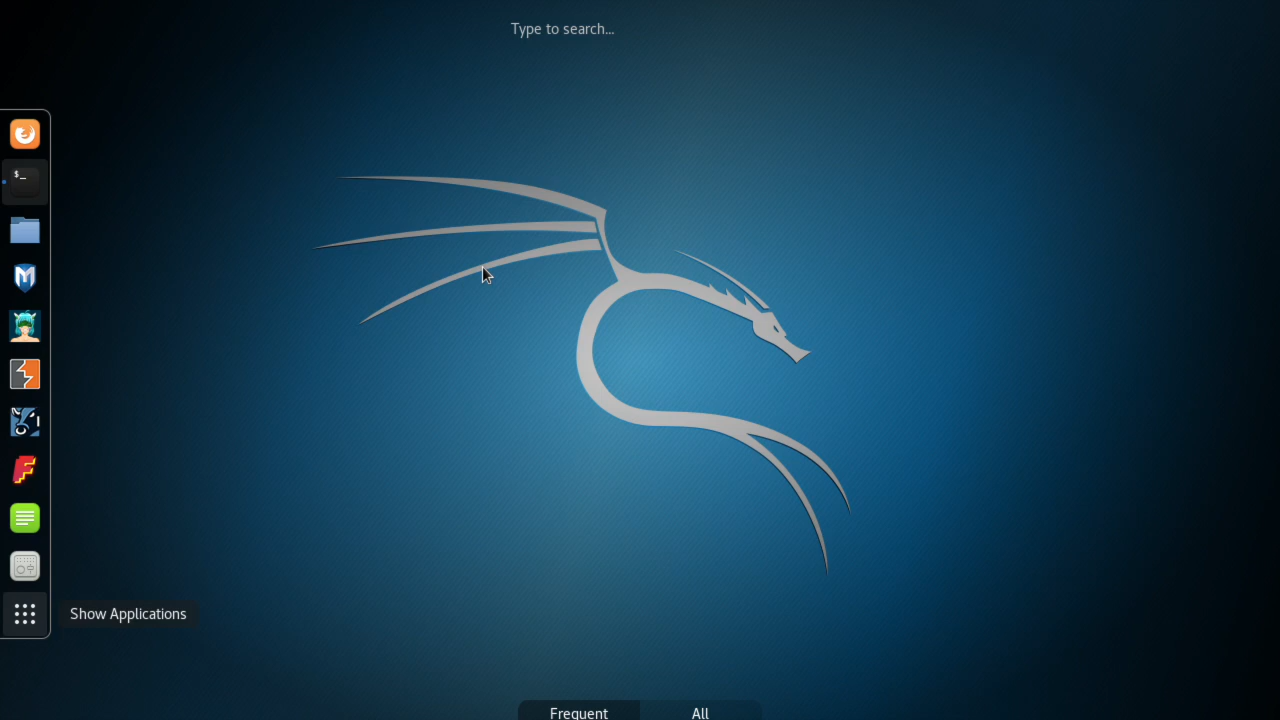 Type to search...
$_
Show Applications
Frequent
All